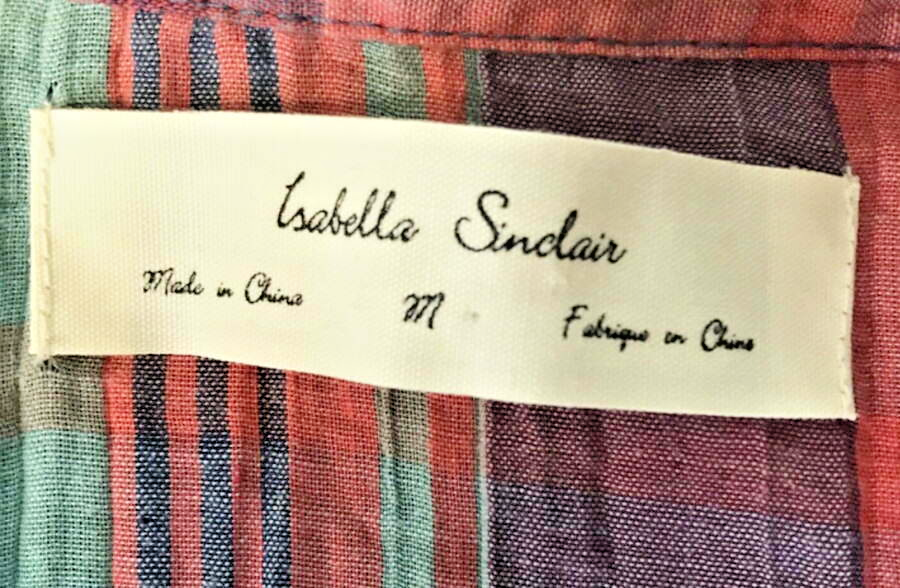 Isabella Sinclair
Made in China M Fabrique en Chine